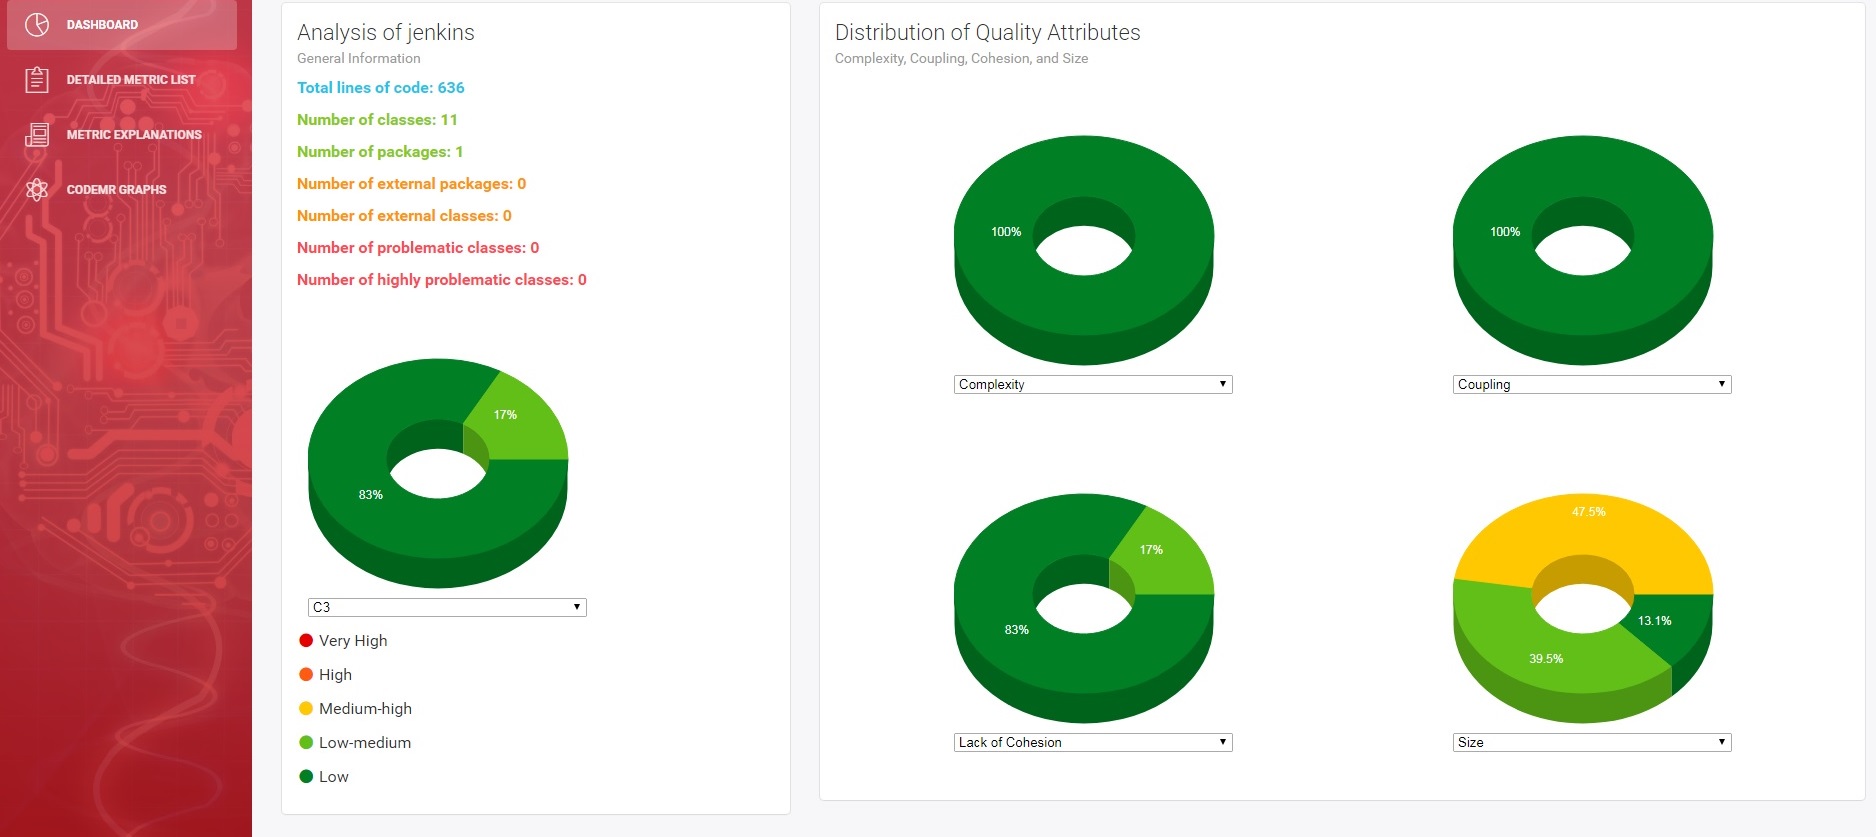 DASHBOARD
DETAILED METRIC LIST
METRIC EXPLANATIONS
CODEMR GRAPHS
Analysis of jenkins
General Information
Total lines of code: 636
Number of classes: 11
Number of packages: 1
Number of external packages: 0
Number of external classes: 0
Number of problematic classes: 0
Number of highly problematic classes: 0
17%
83%
C3
Very High
High
Medium-high
Low-medium
Low
Distribution of Quality Attributes
Complexity, Coupling, Cohesion, and Size
100%
Complexity
100%
Coupling
17%
83%
Lack of Cohesion
47.5%
13.1%
39.5%
Size